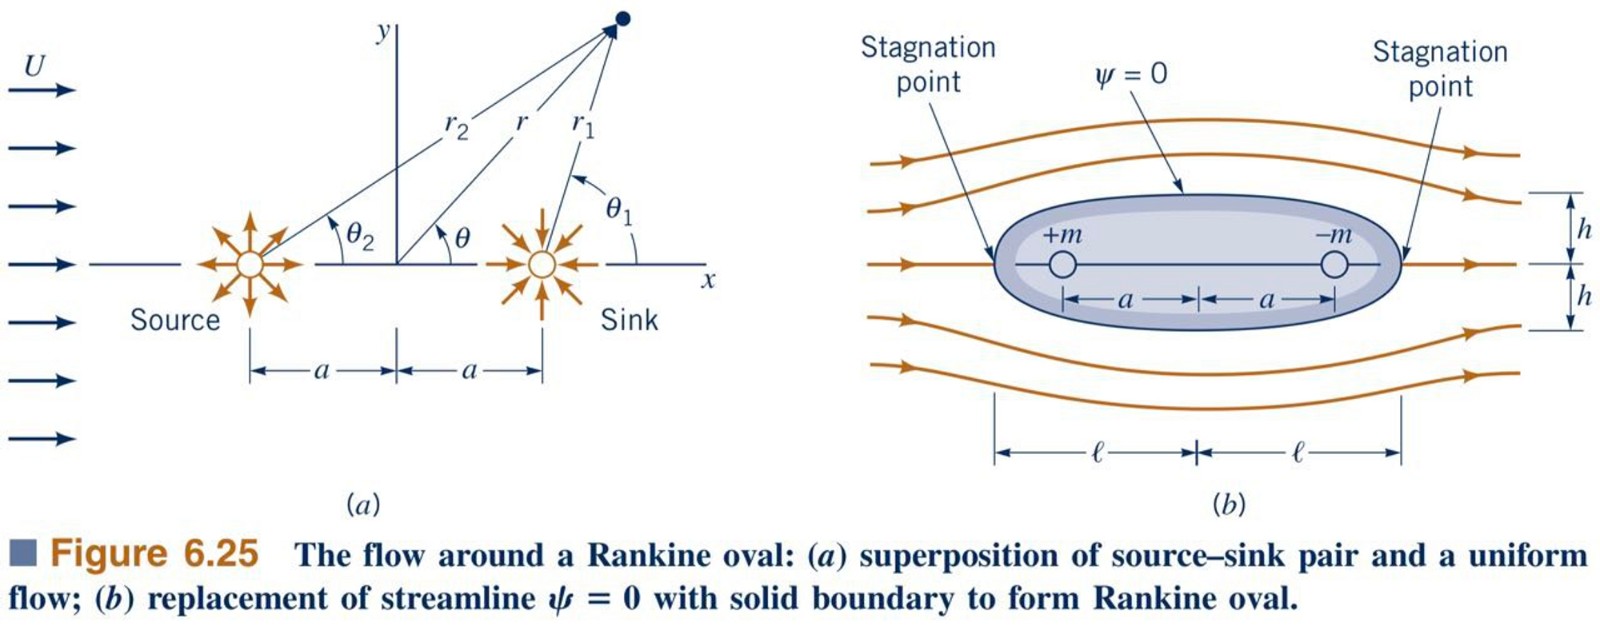 U
y
r₂
r
r₁
θ₂
θ
θ₁
x
Source
Sink
a
a
(a)
Stagnation
point
ψ = 0
Stagnation
point
+m
−m
a
a
h
h
ℓ
ℓ
(b)
■ Figure 6.25 The flow around a Rankine oval: (a) superposition of source–sink pair and a uniform
flow; (b) replacement of streamline ψ = 0 with solid boundary to form Rankine oval.